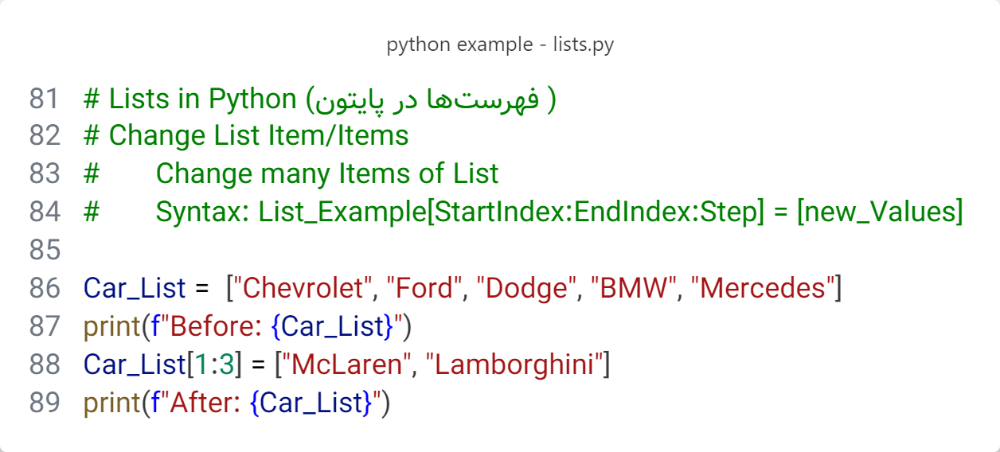 python example - lists.py
81 # Lists in Python (فهرست‌ها در پایتون )
82 # Change List Item/Items
83 #       Change many Items of List
84 #       Syntax: List_Example[StartIndex:EndIndex:Step] = [new_Values]
85
86 Car_List =  ["Chevrolet", "Ford", "Dodge", "BMW", "Mercedes"]
87 print(f"Before: {Car_List}")
88 Car_List[1:3] = ["McLaren", "Lamborghini"]
89 print(f"After: {Car_List}")